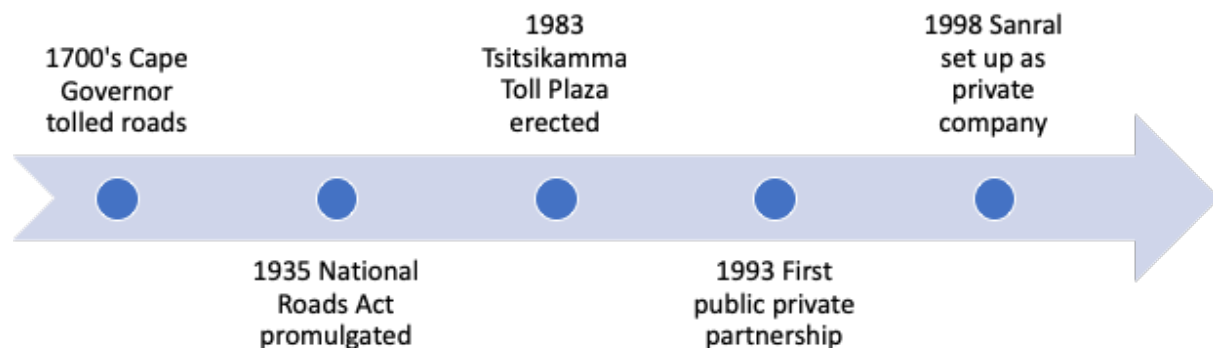 1700's Cape
Governor
tolled roads
1935 National
Roads Act
promulgated
1983
Tsitsikamma
Toll Plaza
erected
1993 First
public private
partnership
1998 Sanral
set up as
private
company